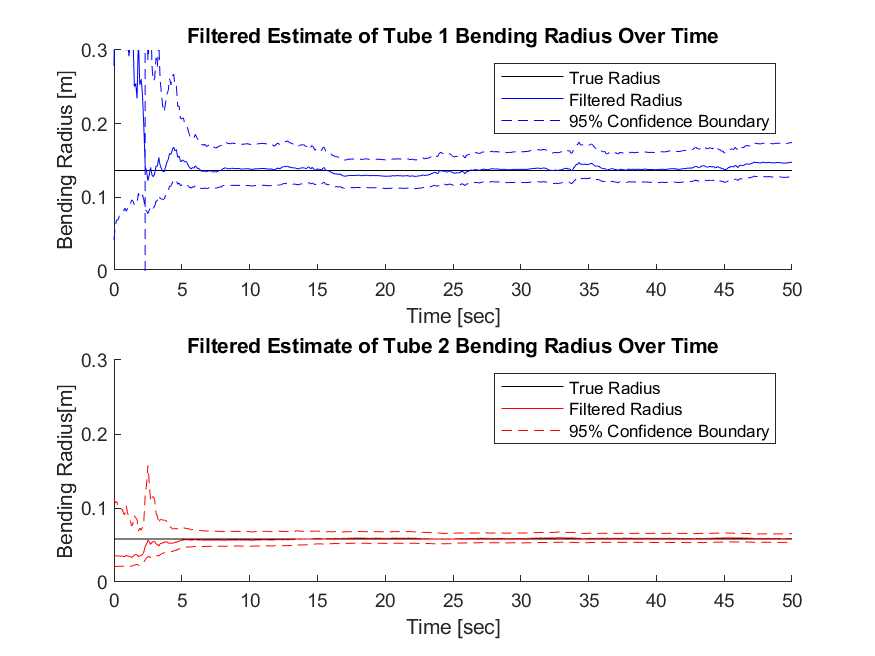 Filtered Estimate of Tube 1 Bending Radius Over Time
Bending Radius [m]
0.3
0.2
0.1
0
True Radius
Filtered Radius
95% Confidence Boundary
0 5 10 15 20 25 30 35 40 45 50
Time [sec]
Filtered Estimate of Tube 2 Bending Radius Over Time
Bending Radius[m]
0.3
0.2
0.1
0
True Radius
Filtered Radius
95% Confidence Boundary
0 5 10 15 20 25 30 35 40 45 50
Time [sec]